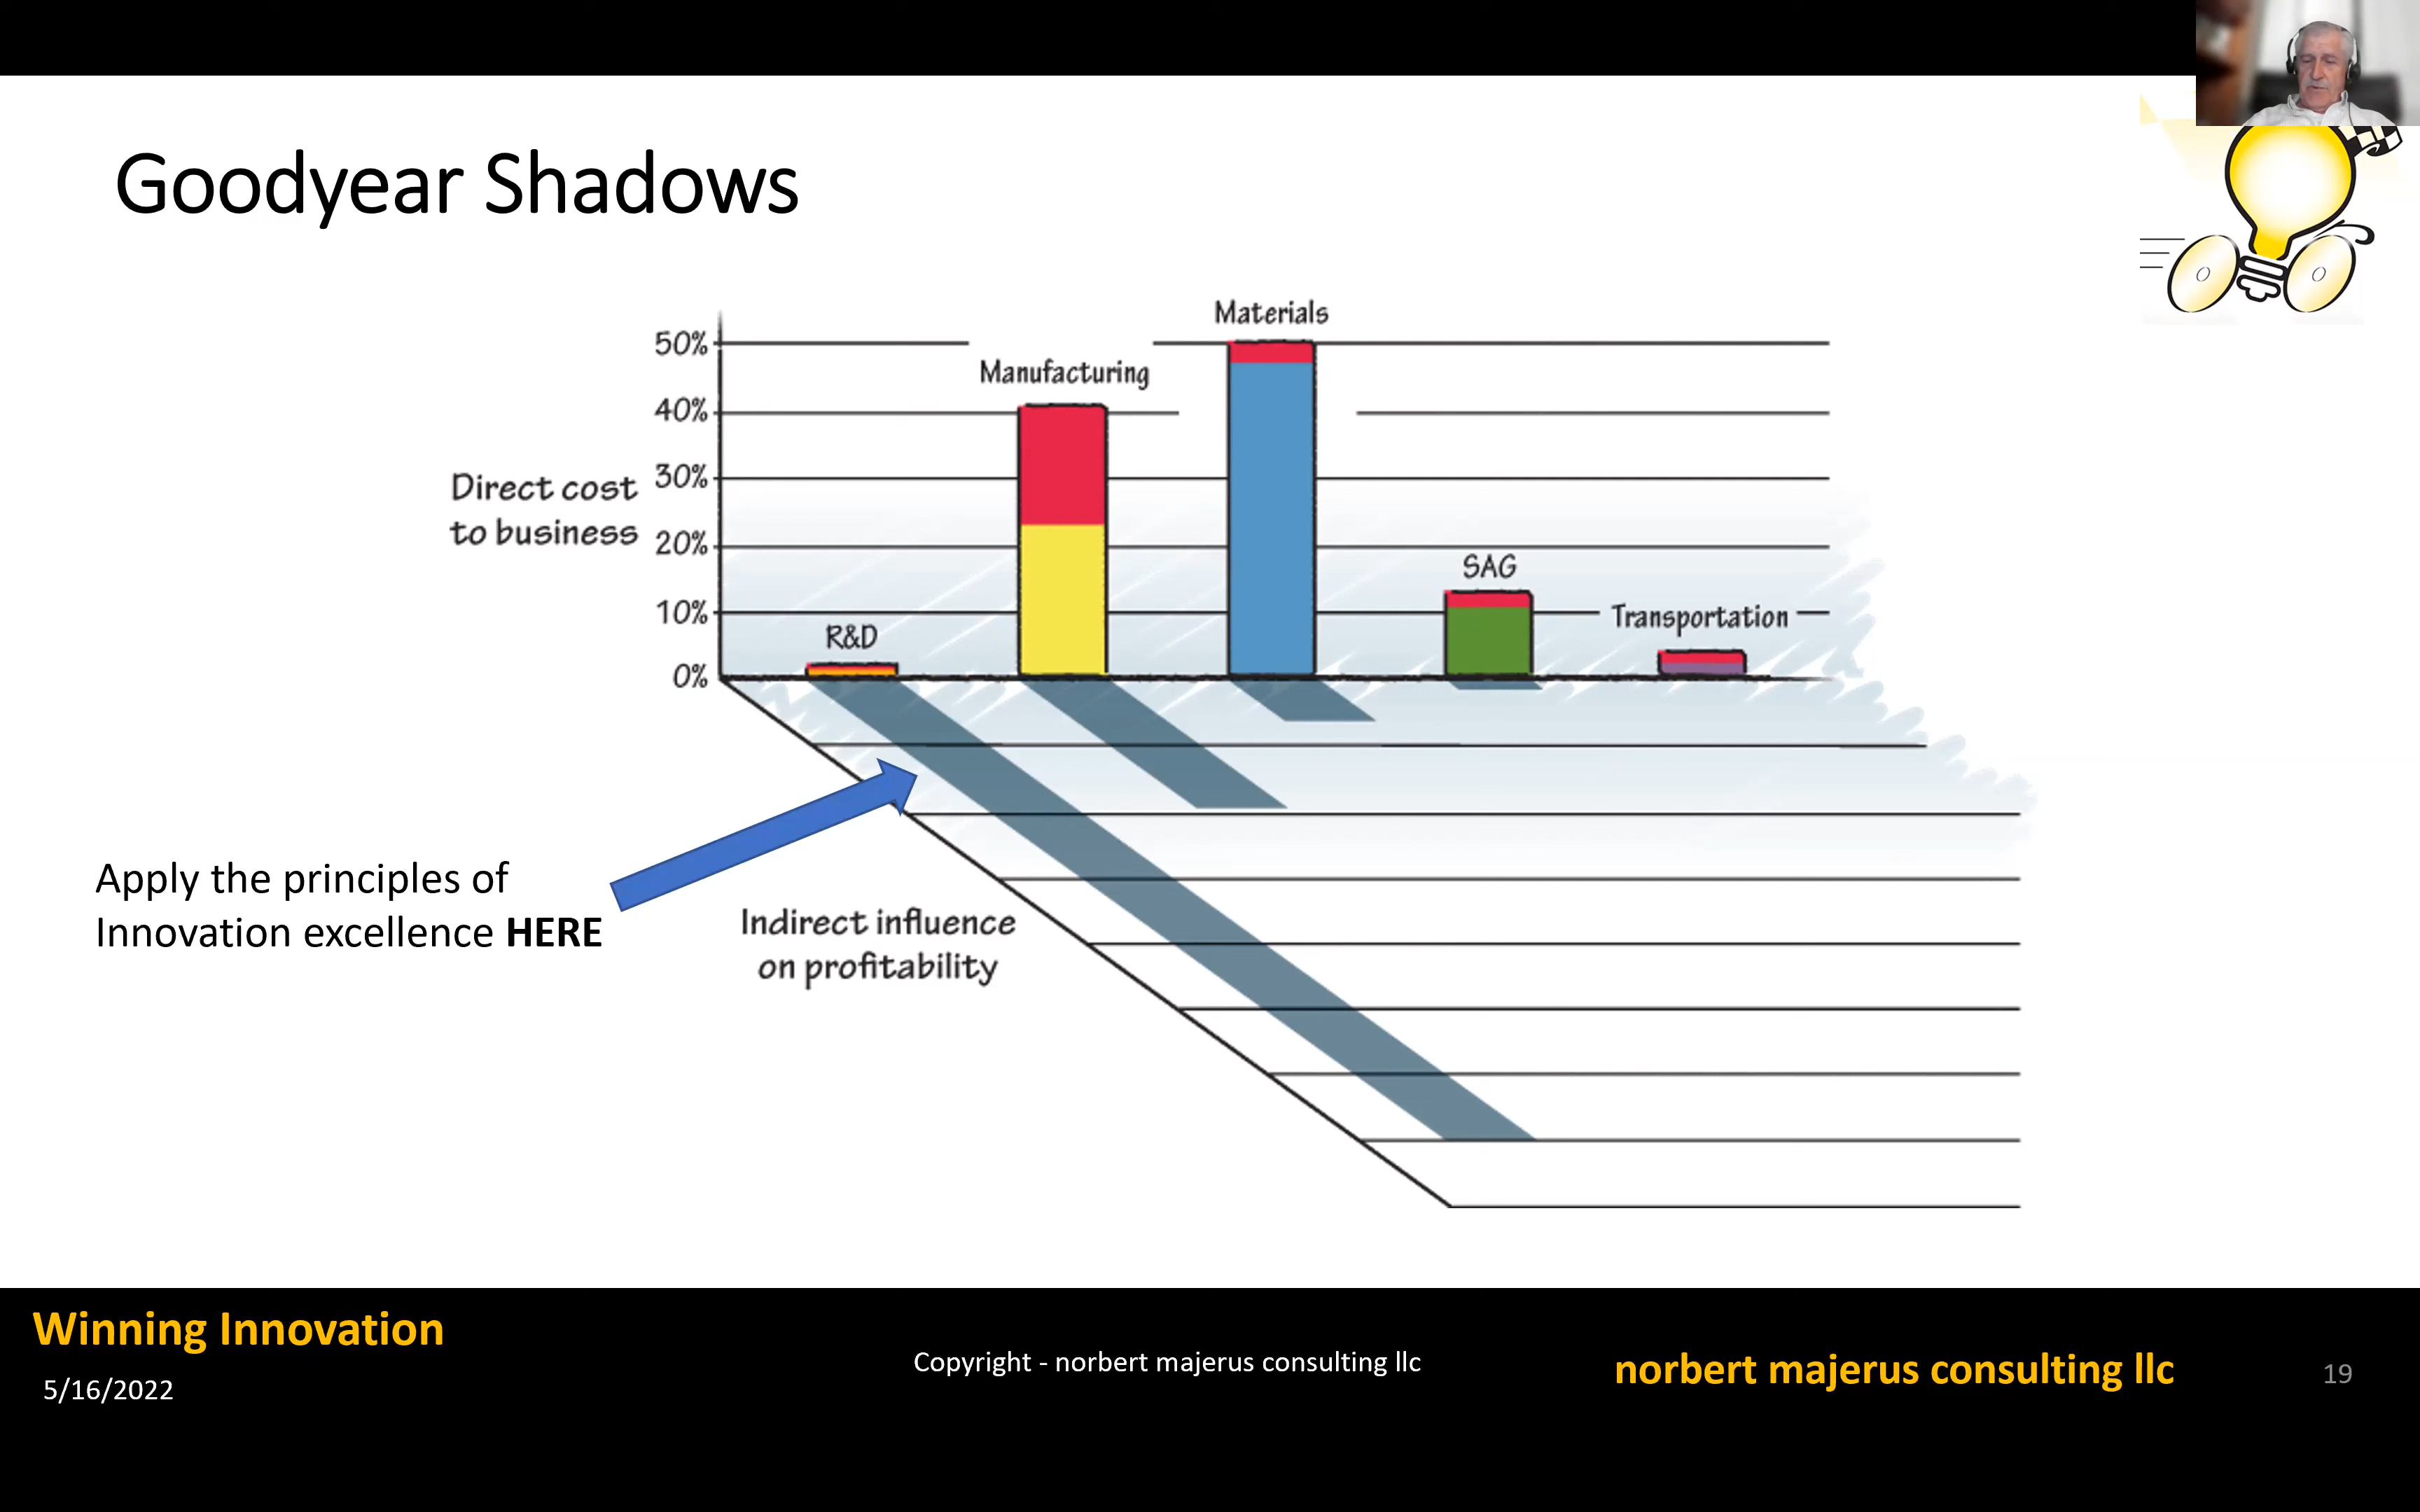 Goodyear Shadows
Materials
50%
Manufacturing
40%
Direct cost
to business
30%
20%
SAG
10%
Transportation
R&D
0%
Apply the principles of
Innovation excellence HERE
Indirect influence
on profitability
Winning Innovation
5/16/2022
Copyright - norbert majerus consulting llc
norbert majerus consulting llc
19